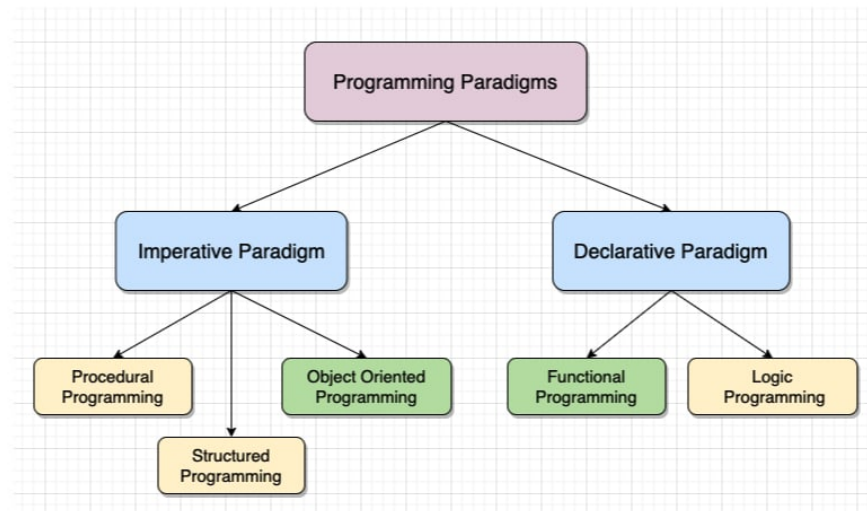 Programming Paradigms
Imperative Paradigm
Declarative Paradigm
Procedural
Programming
Object Oriented
Programming
Functional
Programming
Logic
Programming
Structured
Programming